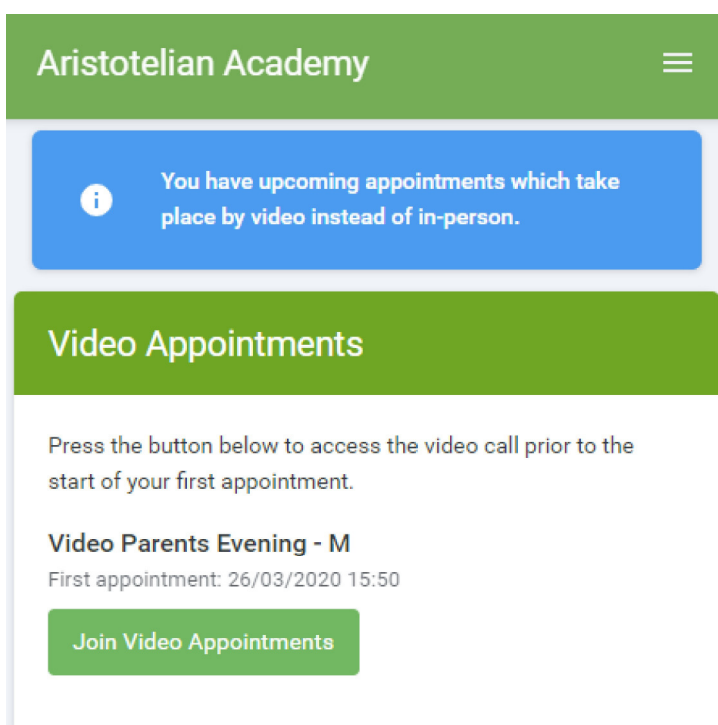 Aristotelian Academy
You have upcoming appointments which take
place by video instead of in-person.
Video Appointments
Press the button below to access the video call prior to the
start of your first appointment.
Video Parents Evening - M
First appointment: 26/03/2020 15:50
Join Video Appointments